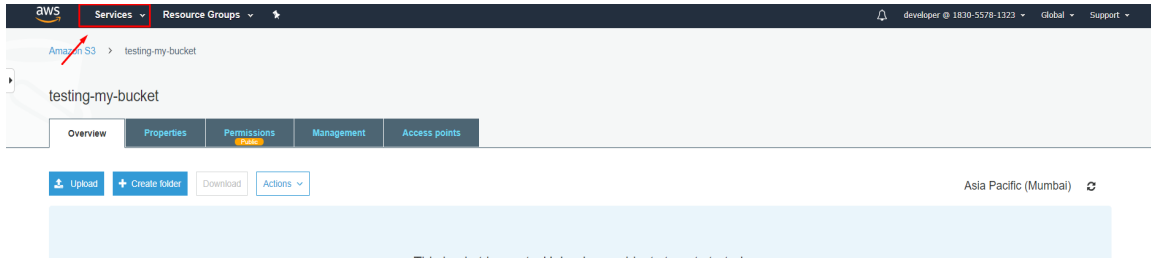 aws Services Resource Groups developer @ 1830-5578-1323 Global Support
Amazon S3 > testing-my-bucket
testing-my-bucket
Overview Properties Permissions Management Access points
Public
Upload Create folder Download Actions Asia Pacific (Mumbai)